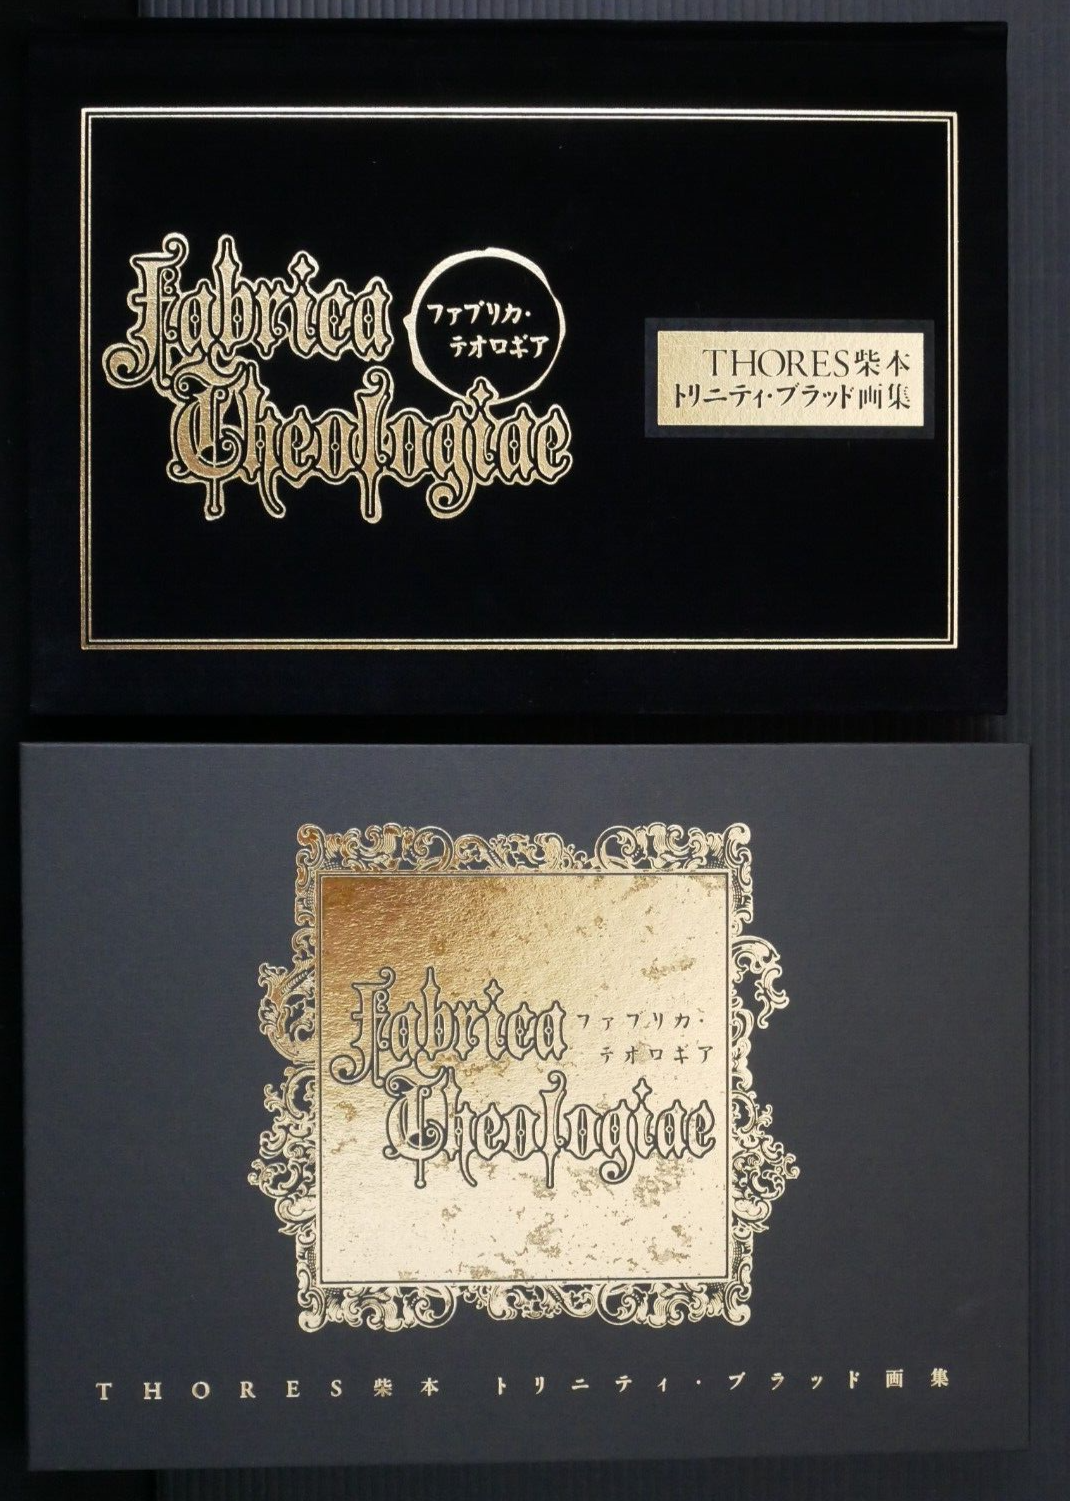 Fabrica
ファブリカ・
テオロギア
Theologiae
THORES柴本
トリニティ・ブラッド画集
Fabrica
ファブリカ・
テオロギア
Theologiae
THORES柴本 トリニティ・ブラッド画集